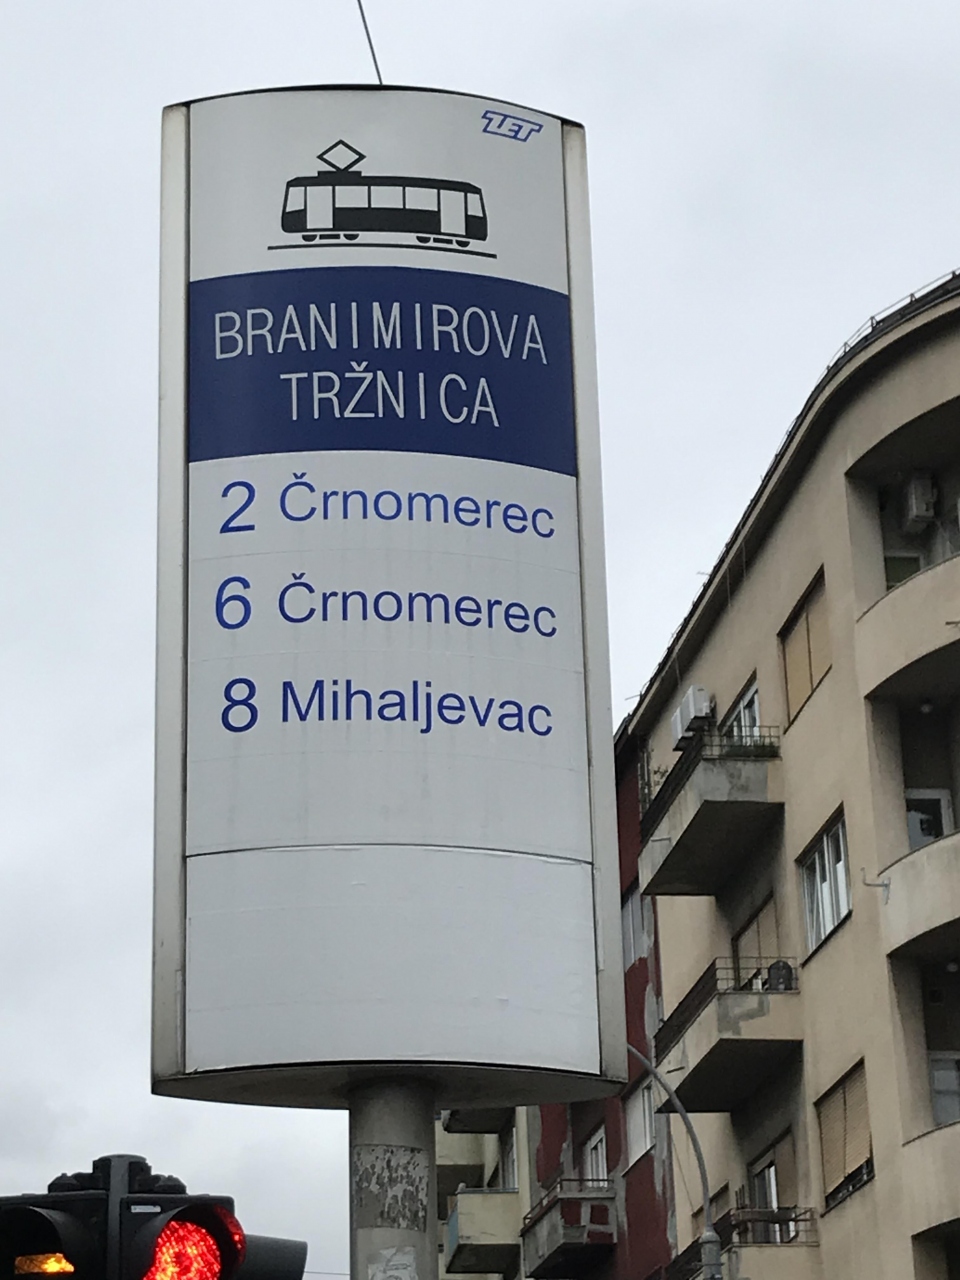 ZET
BRANIMIROVA
TRŽNICA
2 Črnomerec
6 Črnomerec
8 Mihaljevac